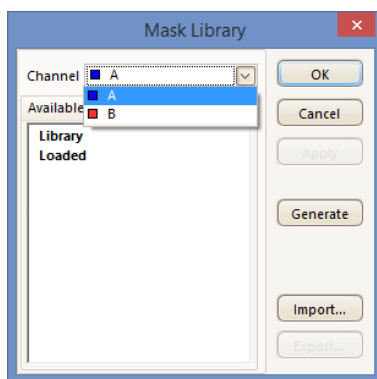 Mask Library
Channel A
OK
A
Available
B
Cancel
Library
Loaded
Apply
Generate
Import...
Export...